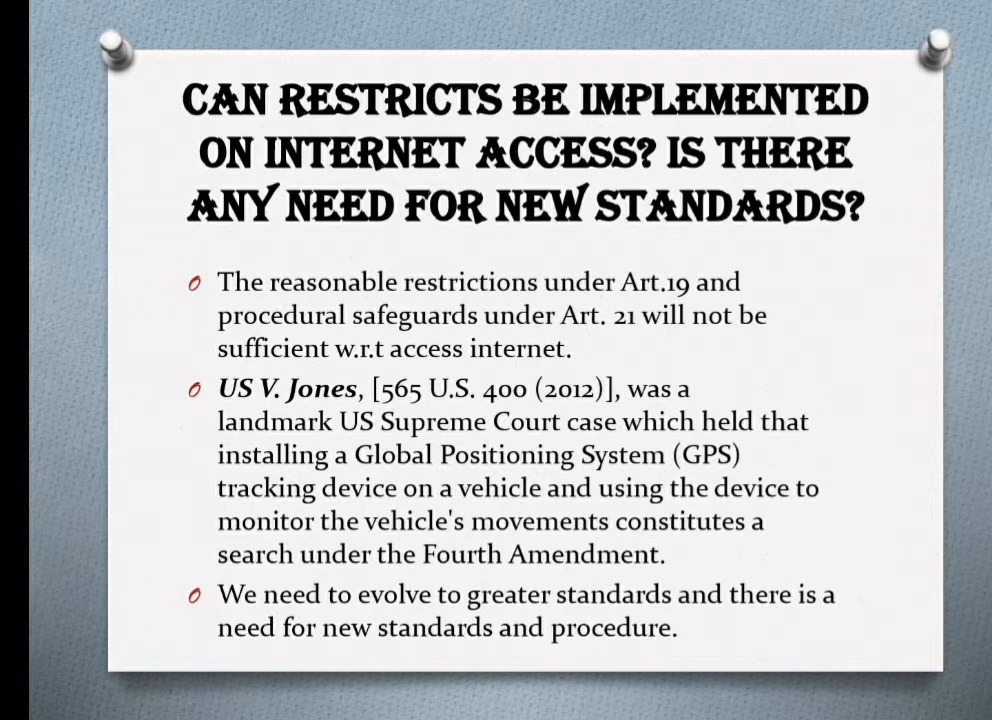 CAN RESTRICTS BE IMPLEMENTED
ON INTERNET ACCESS? IS THERE
ANY NEED FOR NEW STANDARDS?
The reasonable restrictions under Art.19 and
procedural safeguards under Art. 21 will not be
sufficient w.r.t access internet.
US V. Jones, [565 U.S. 400 (2012)], was a
landmark US Supreme Court case which held that
installing a Global Positioning System (GPS)
tracking device on a vehicle and using the device to
monitor the vehicle's movements constitutes a
search under the Fourth Amendment.
We need to evolve to greater standards and there is a
need for new standards and procedure.